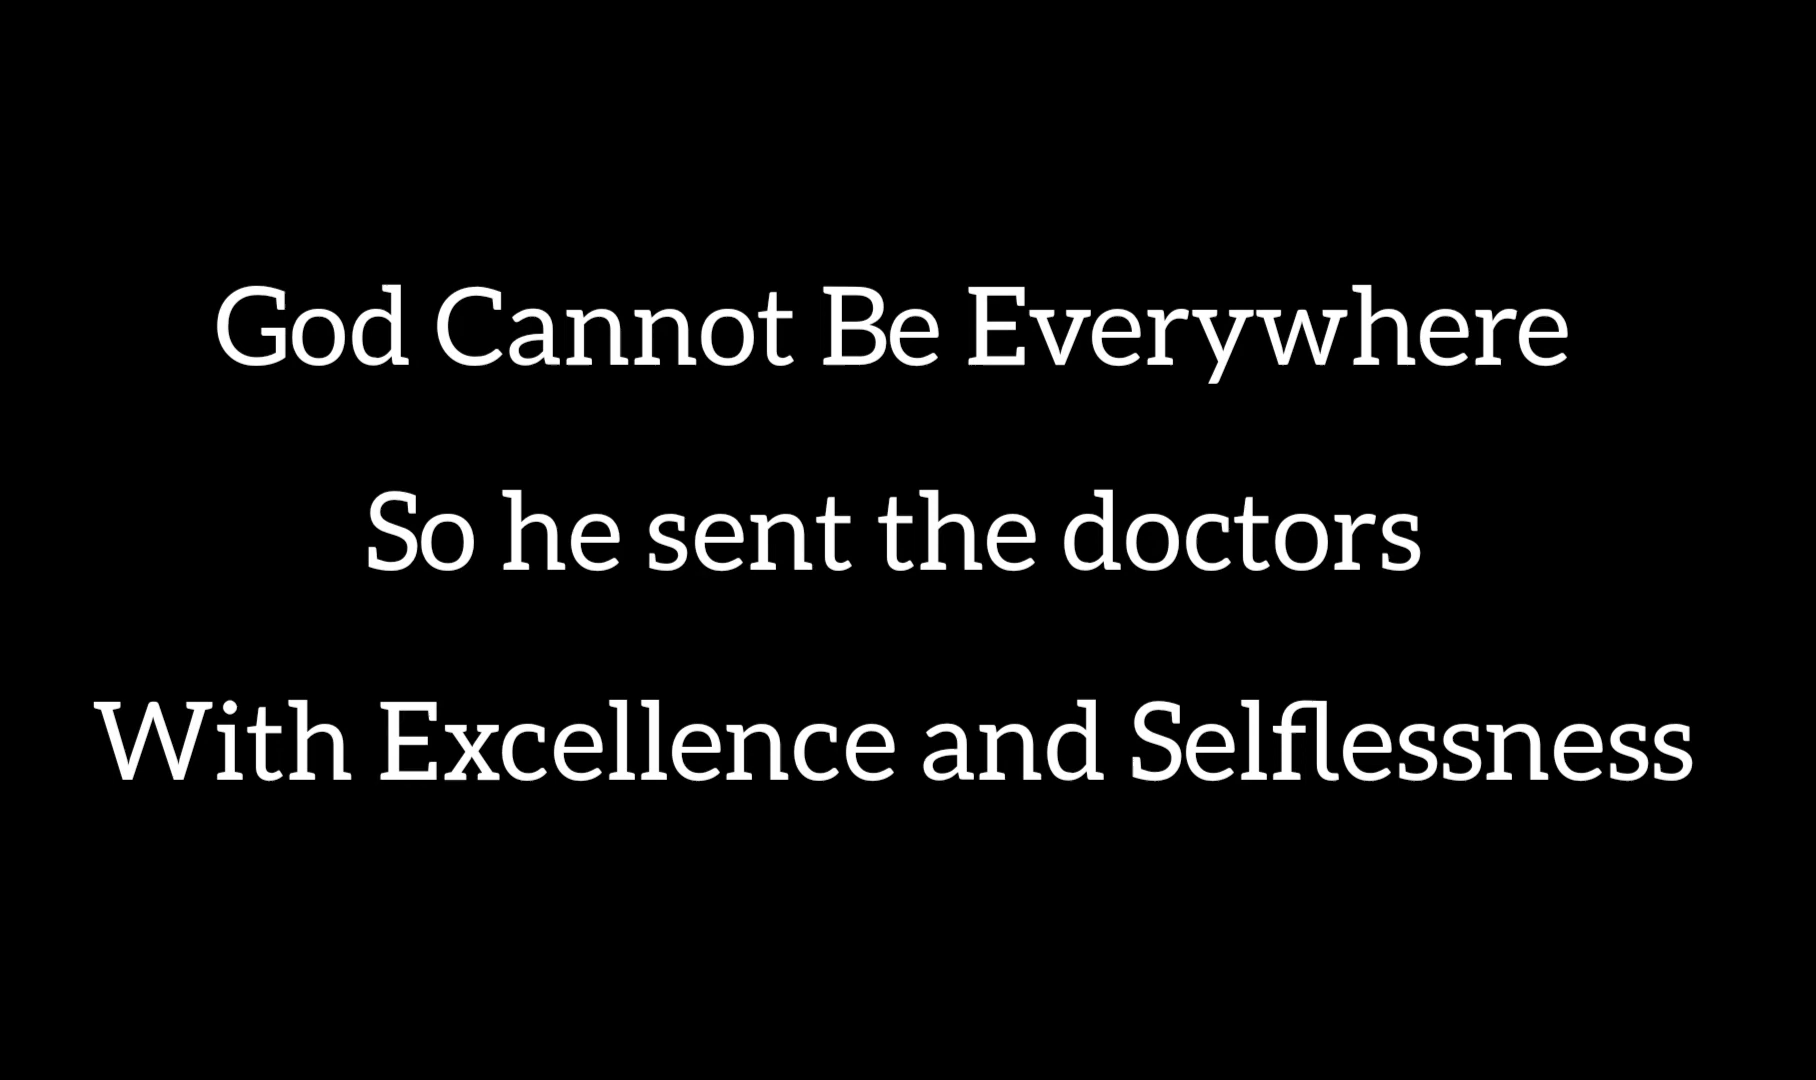 God Cannot Be Everywhere
So he sent the doctors
With Excellence and Selflessness